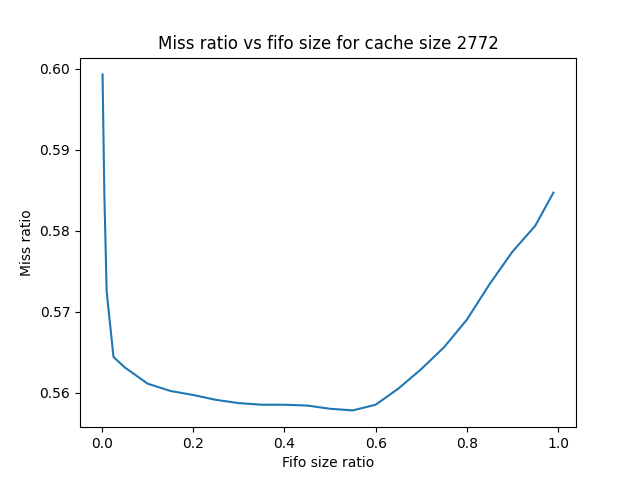 Miss ratio vs fifo size for cache size 2772
0.60
0.59
0.58
0.57
0.56
Miss ratio
0.0 0.2 0.4 0.6 0.8 1.0
Fifo size ratio